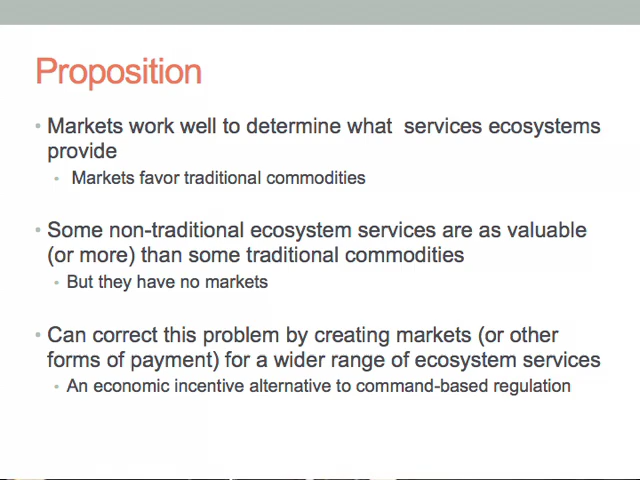 Proposition
• Markets work well to determine what services ecosystems
provide
• Markets favor traditional commodities
• Some non-traditional ecosystem services are as valuable
(or more) than some traditional commodities
• But they have no markets
• Can correct this problem by creating markets (or other
forms of payment) for a wider range of ecosystem services
• An economic incentive alternative to command-based regulation